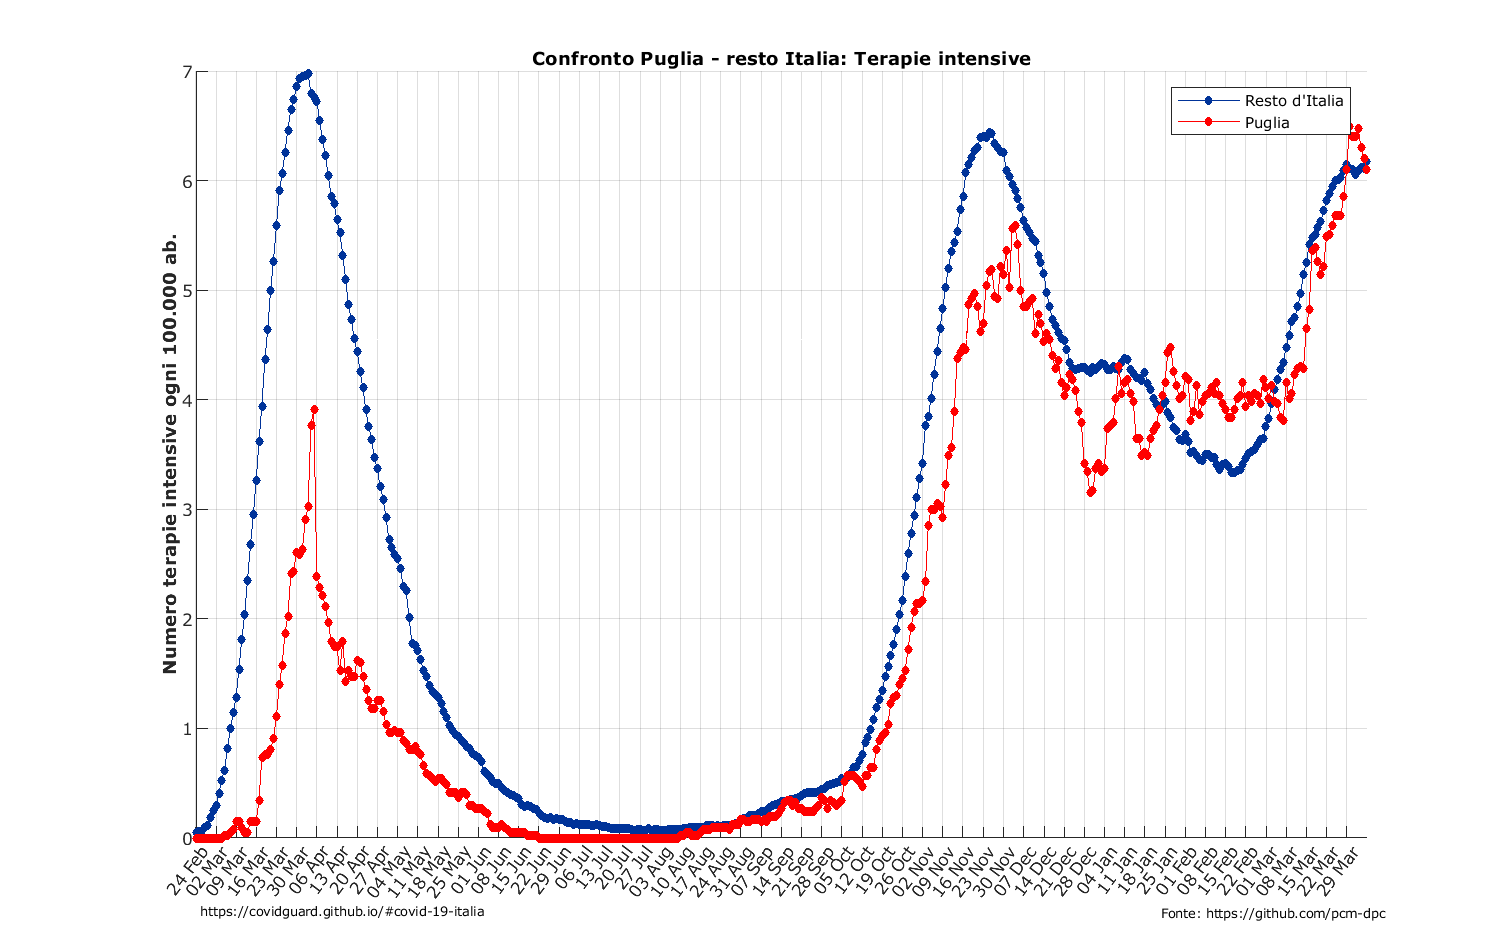 Confronto Puglia - resto Italia: Terapie intensive
Resto d'Italia
Puglia
Numero terapie intensive ogni 100.000 ab.
7
6
5
4
3
2
1
0
24 Feb
02 Mar
09 Mar
16 Mar
23 Mar
30 Mar
06 Apr
13 Apr
20 Apr
27 Apr
04 May
11 May
18 May
25 May
01 Jun
08 Jun
15 Jun
22 Jun
29 Jun
06 Jul
13 Jul
20 Jul
27 Jul
03 Aug
10 Aug
17 Aug
24 Aug
31 Aug
07 Sep
14 Sep
21 Sep
28 Sep
05 Oct
12 Oct
19 Oct
26 Oct
02 Nov
09 Nov
16 Nov
23 Nov
30 Nov
07 Dec
14 Dec
21 Dec
28 Dec
04 Jan
11 Jan
18 Jan
25 Jan
01 Feb
08 Feb
15 Feb
22 Feb
01 Mar
08 Mar
15 Mar
22 Mar
29 Mar
https://covidguard.github.io/#covid-19-italia
Fonte: https://github.com/pcm-dpc